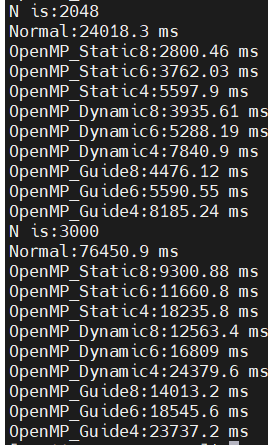 N is:2048
Normal:24018.3 ms
OpenMP_Static8:2800.46 ms
OpenMP_Static6:3762.03 ms
OpenMP_Static4:5597.9 ms
OpenMP_Dynamic8:3935.61 ms
OpenMP_Dynamic6:5288.19 ms
OpenMP_Dynamic4:7840.9 ms
OpenMP_Guide8:4476.12 ms
OpenMP_Guide6:5590.55 ms
OpenMP_Guide4:8185.24 ms
N is:3000
Normal:76450.9 ms
OpenMP_Static8:9300.88 ms
OpenMP_Static6:11660.8 ms
OpenMP_Static4:18235.8 ms
OpenMP_Dynamic8:12563.4 ms
OpenMP_Dynamic6:16809 ms
OpenMP_Dynamic4:24379.6 ms
OpenMP_Guide8:14013.2 ms
OpenMP_Guide6:18545.6 ms
OpenMP_Guide4:23737.2 ms